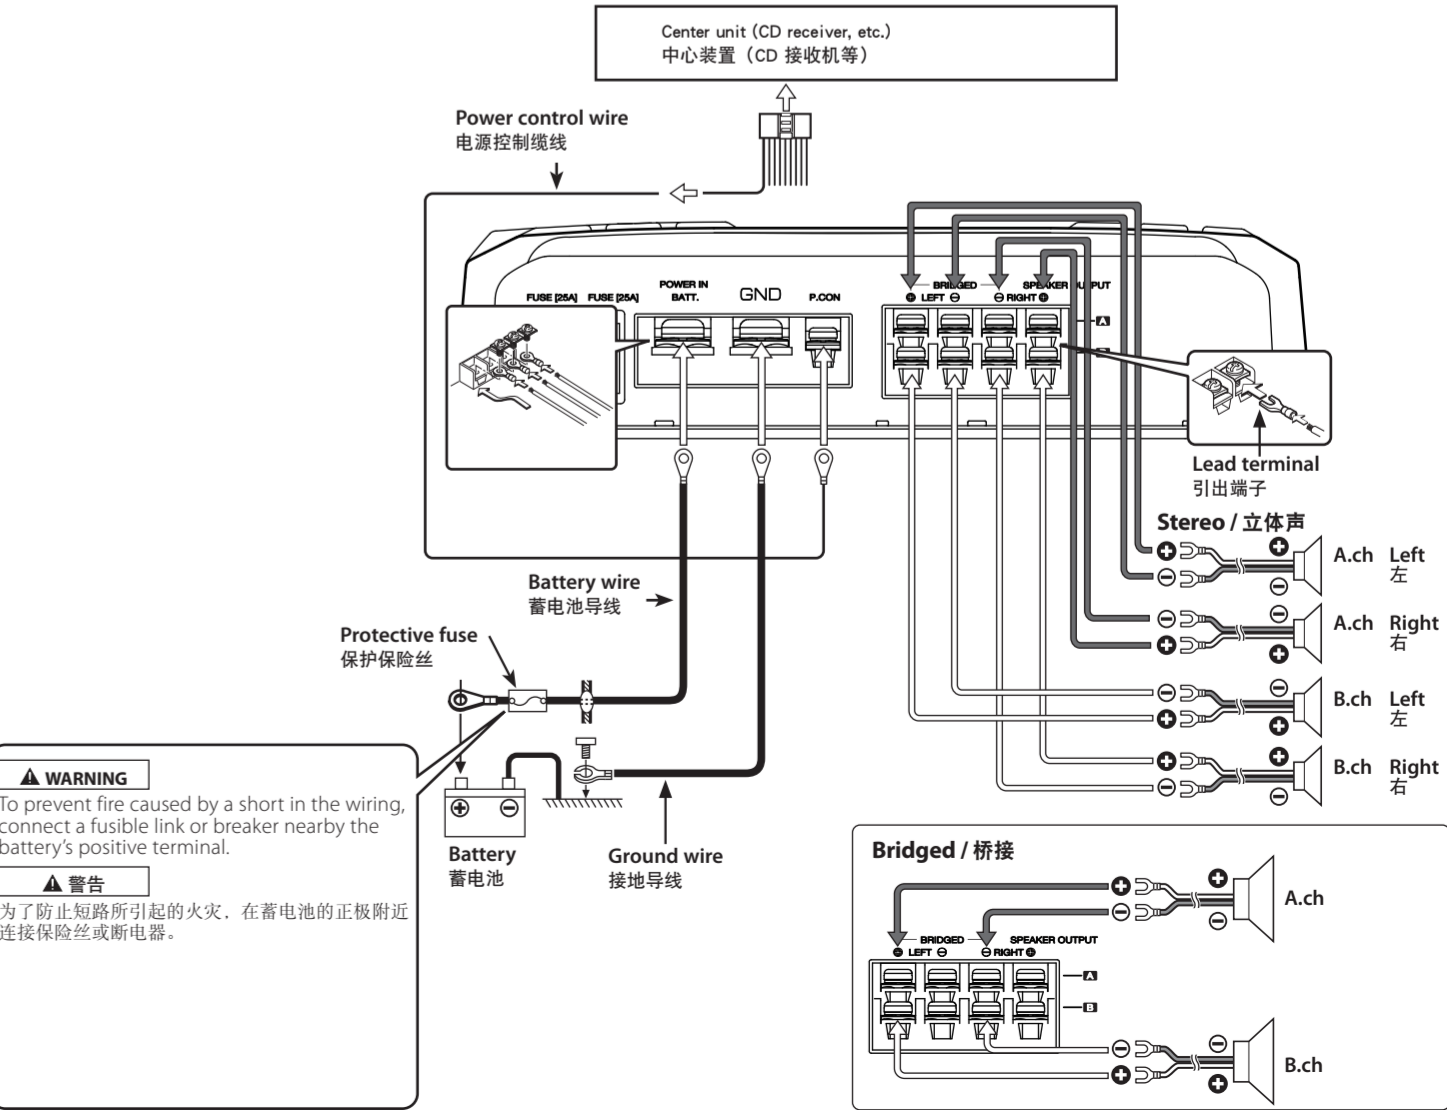 Center unit (CD receiver, etc.)
中心装置（CD 接收机等）
Power control wire
电源控制缆线
FUSE [25A] FUSE [25A]
POWER IN
BATT.
GND
P.CON
BRIDGED
SPEAKER OUTPUT
⊕ LEFT ⊖ ⊖ RIGHT ⊕
A
Lead terminal
引出端子
Stereo / 立体声
A.ch Left
左
A.ch Right
右
B.ch Left
左
B.ch Right
右
Battery wire
蓄电池导线
Protective fuse
保护保险丝
Battery
蓄电池
Ground wire
接地导线
⚠ WARNING
To prevent fire caused by a short in the wiring,
connect a fusible link or breaker nearby the
battery's positive terminal.
⚠ 警告
为了防止短路所引起的火灾，在蓄电池的正极附近
连接保险丝或断电器。
Bridged / 桥接
A.ch
BRIDGED
SPEAKER OUTPUT
⊕ LEFT ⊖ ⊖ RIGHT ⊕
A
B
B.ch